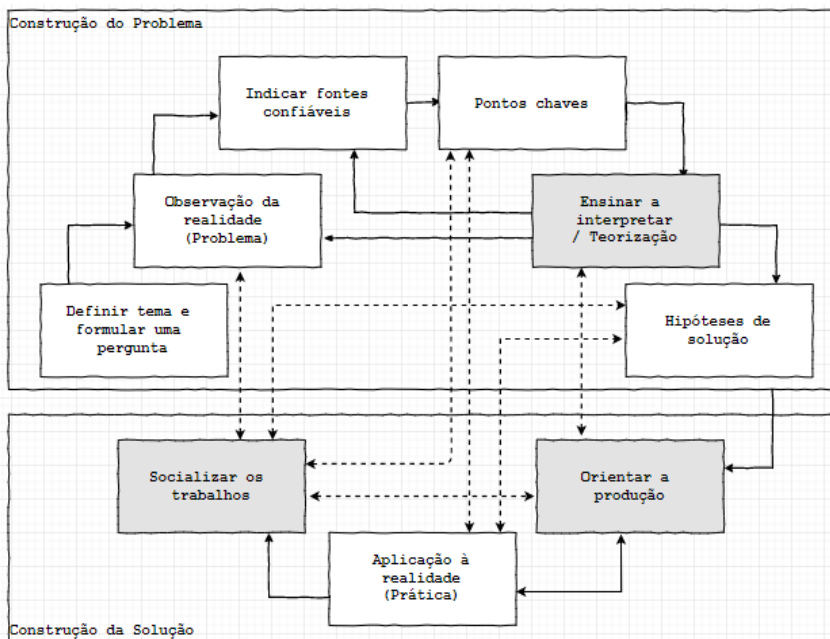 Construção do Problema
Indicar fontes
confiáveis
Pontos chaves
Observação da
realidade
(Problema)
Ensinar a
interpretar
/ Teorização
Definir tema e
formular uma
pergunta
Hipóteses de
solução
Socializar os
trabalhos
Orientar a
produção
Aplicação à
realidade
(Prática)
Construção da Solução